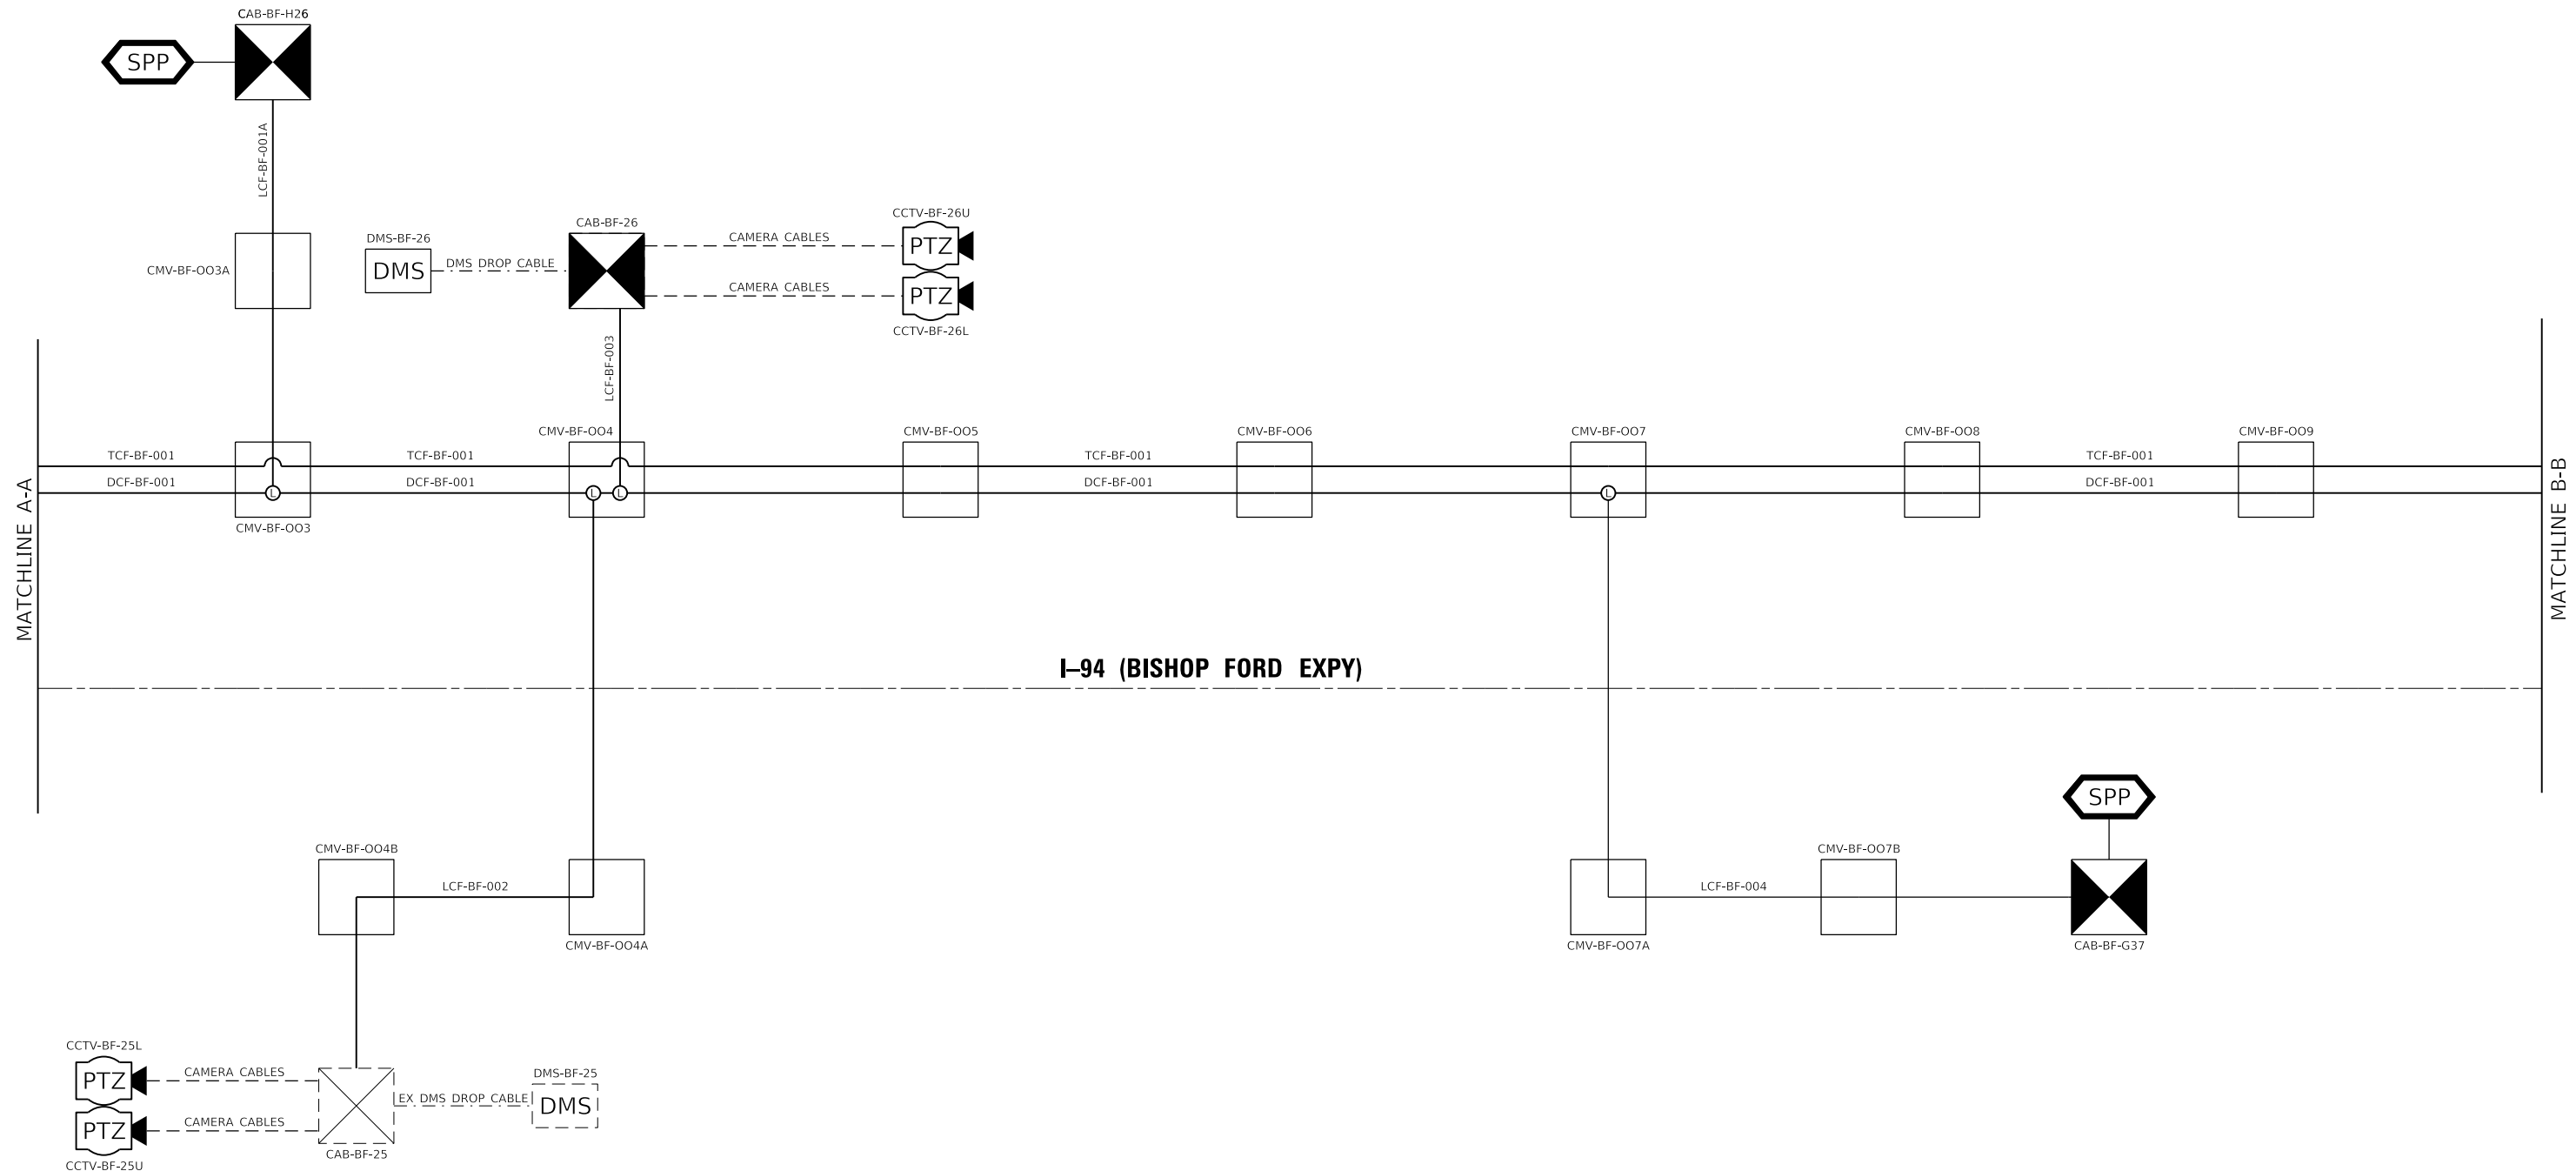 CAB-BF-H26
SPP
LCF-BF-001A
CMV-BF-OO3A
DMS-BF-26
DMS
DMS DROP CABLE
CAB-BF-26
CAMERA CABLES
CAMERA CABLES
CCTV-BF-26U
PTZ
PTZ
CCTV-BF-26L
LCF-BF-003
MATCHLINE A-A
TCF-BF-001
DCF-BF-001
L
CMV-BF-OO3
TCF-BF-001
DCF-BF-001
CMV-BF-OO4
L
L
CMV-BF-OO5
TCF-BF-001
DCF-BF-001
CMV-BF-OO6
CMV-BF-OO7
L
CMV-BF-OO8
TCF-BF-001
DCF-BF-001
CMV-BF-OO9
MATCHLINE B-B
I-94 (BISHOP FORD EXPY)
CMV-BF-OO4B
LCF-BF-002
CMV-BF-OO4A
CMV-BF-OO7A
LCF-BF-004
CMV-BF-OO7B
SPP
CAB-BF-G37
CCTV-BF-25L
PTZ
PTZ
CCTV-BF-25U
CAMERA CABLES
CAMERA CABLES
CAB-BF-25
EX DMS DROP CABLE
DMS-BF-25
DMS